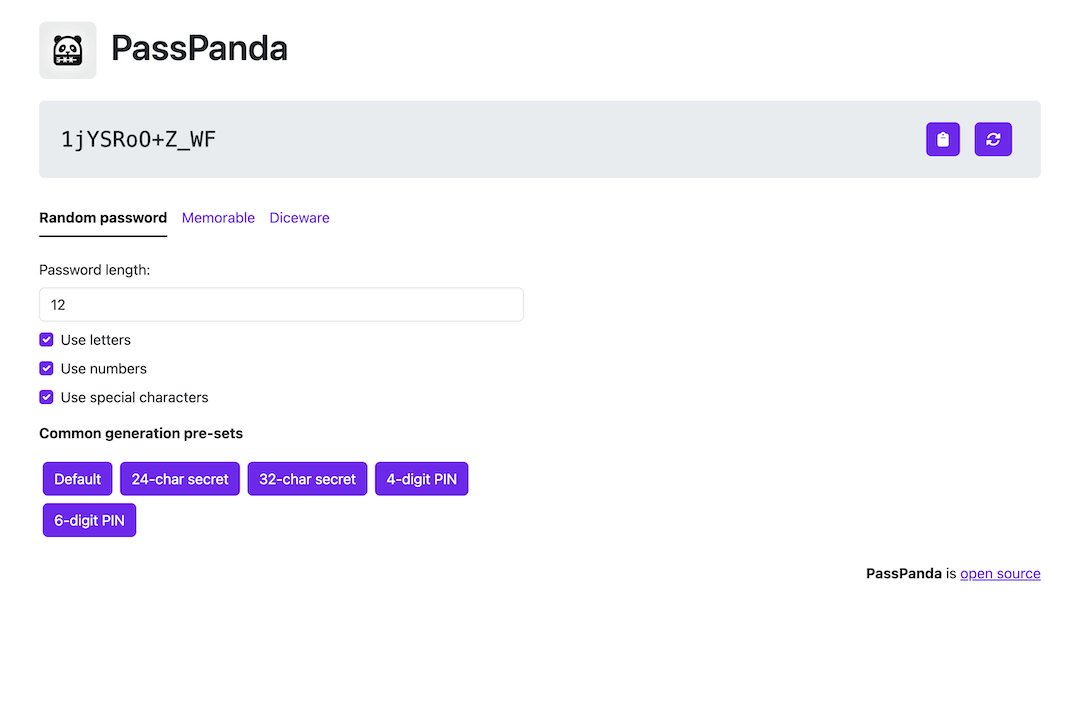 PassPanda
1jYSRoO+Z_WF
Random password Memorable Diceware
Password length:
12
Use letters
Use numbers
Use special characters
Common generation pre-sets
Default 24-char secret 32-char secret 4-digit PIN
6-digit PIN
PassPanda is open source